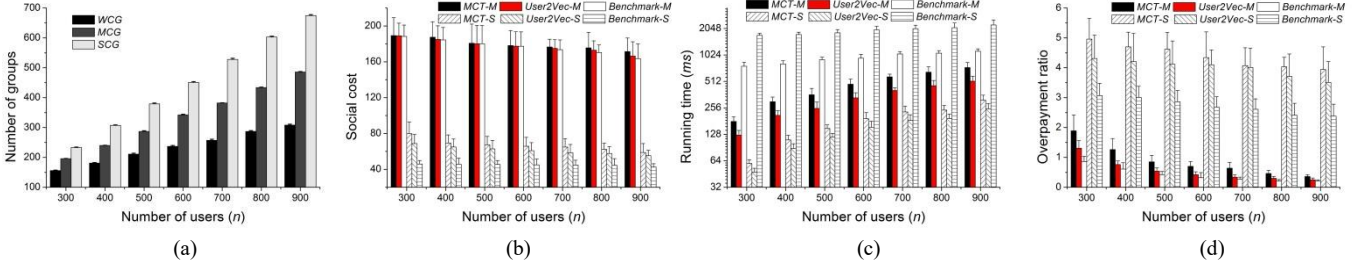 WCG
MCG
SCG
Number of groups
700
600
500
400
300
200
100
300 400 500 600 700 800 900
Number of users (n)
(a)
MCT-M User2Vec-M Benchmark-M
MCT-S User2Vec-S Benchmark-S
Social cost
200
160
120
80
40
300 400 500 600 700 800 900
Number of users (n)
(b)
MCT-M User2Vec-M Benchmark-M
MCT-S User2Vec-S Benchmark-S
Running time (ms)
2048
1024
512
256
128
64
32
300 400 500 600 700 800 900
Number of users (n)
(c)
MCT-M User2Vec-M Benchmark-M
MCT-S User2Vec-S Benchmark-S
Overpayment ratio
6
5
4
3
2
1
0
300 400 500 600 700 800 900
Number of users (n)
(d)